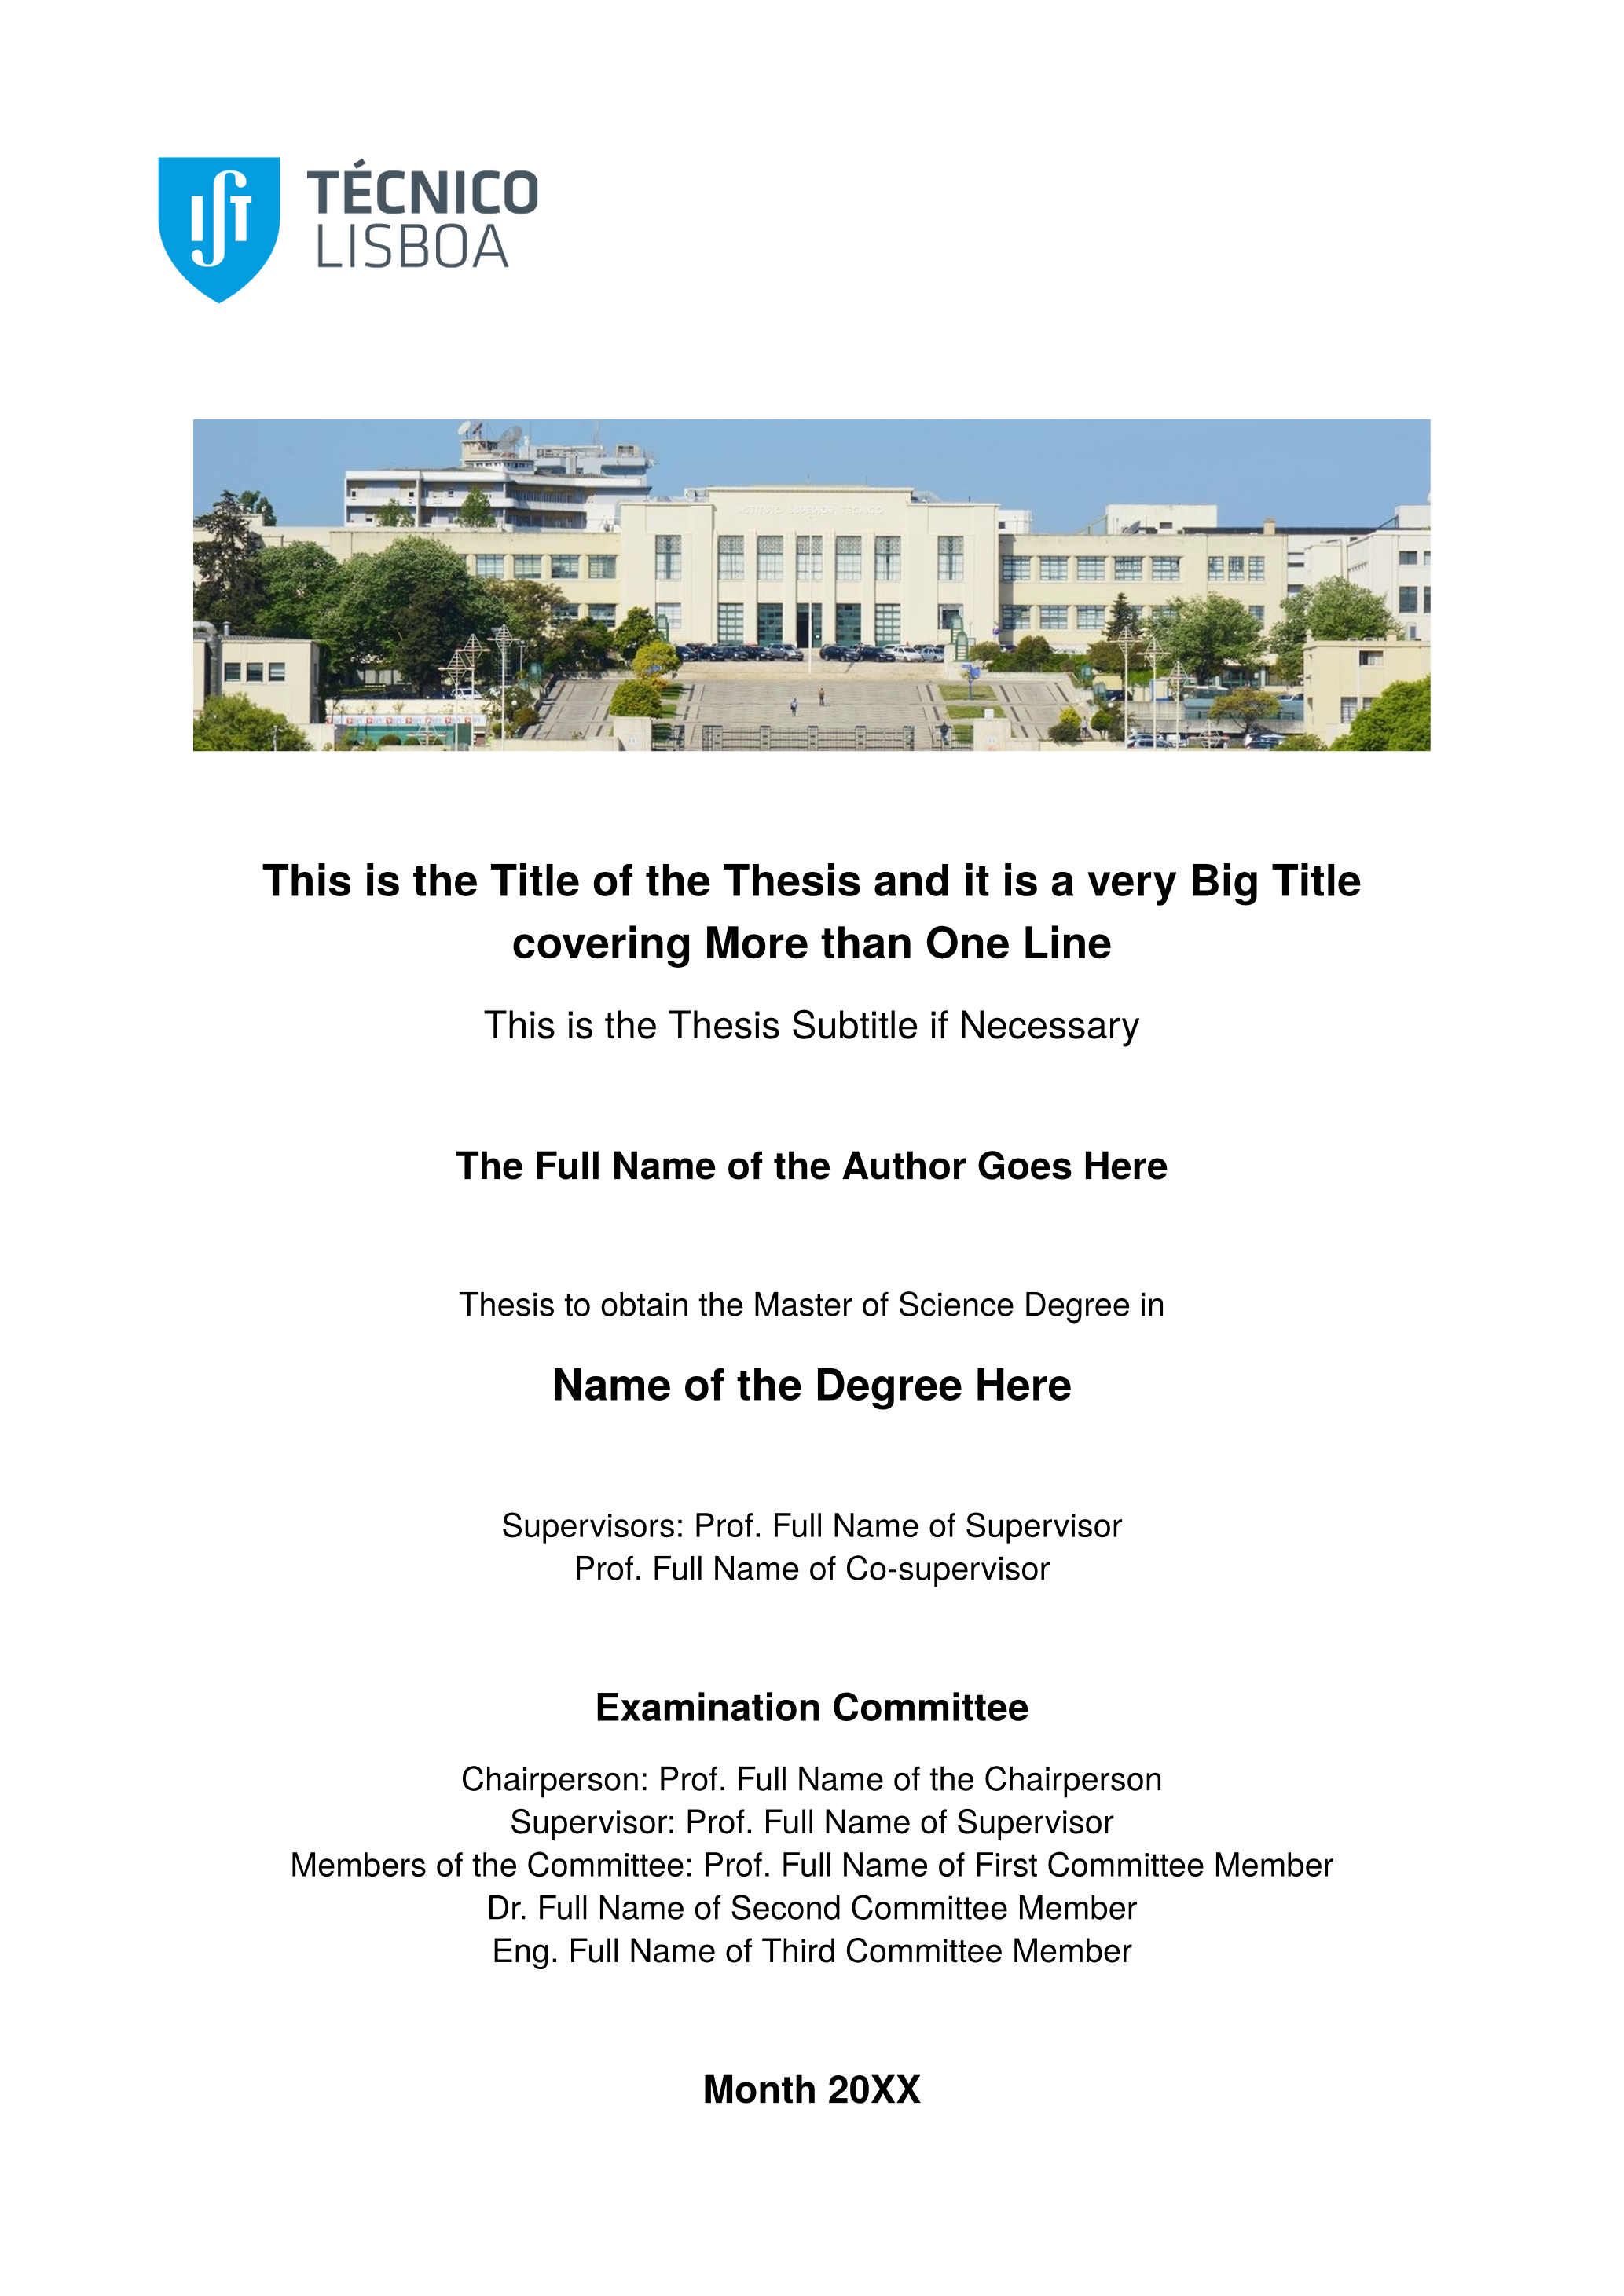 IST
TÉCNICO
LISBOA
INSTITUTO SUPERIOR TÉCNICO
This is the Title of the Thesis and it is a very Big Title
covering More than One Line
This is the Thesis Subtitle if Necessary
The Full Name of the Author Goes Here
Thesis to obtain the Master of Science Degree in
Name of the Degree Here
Supervisors: Prof. Full Name of Supervisor
Prof. Full Name of Co-supervisor
Examination Committee
Chairperson: Prof. Full Name of the Chairperson
Supervisor: Prof. Full Name of Supervisor
Members of the Committee: Prof. Full Name of First Committee Member
Dr. Full Name of Second Committee Member
Eng. Full Name of Third Committee Member
Month 20XX